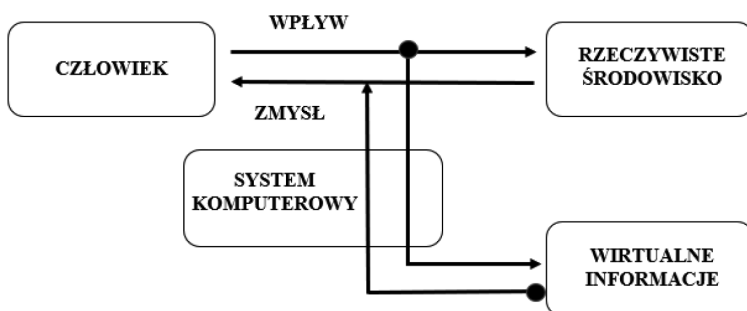 WPŁYW
CZŁOWIEK
RZECZYWISTE
ŚRODOWISKO
ZMYSŁ
SYSTEM
KOMPUTEROWY
WIRTUALNE
INFORMACJE